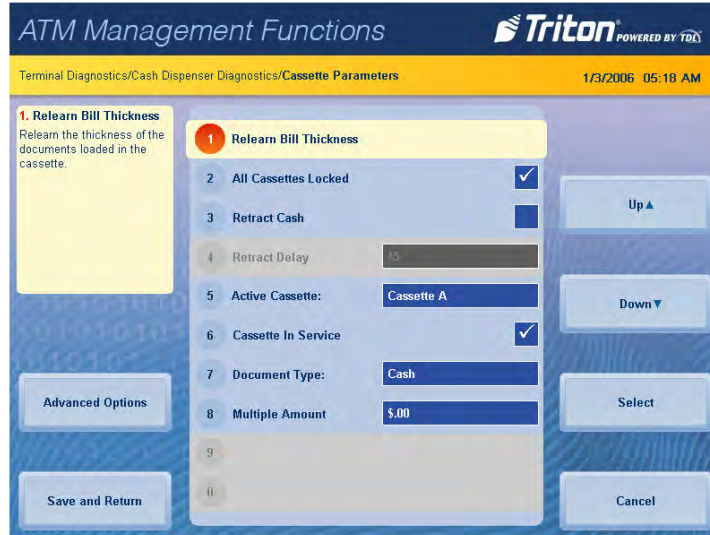 ATM Management Functions
Triton POWERED BY TDL
Terminal Diagnostics/Cash Dispenser Diagnostics/Cassette Parameters
1/3/2006 05:18 AM
1. Relearn Bill Thickness
Relearn the thickness of the
documents loaded in the
cassette.
1 Relearn Bill Thickness
2 All Cassettes Locked
3 Retract Cash
4 Retract Delay 45
5 Active Cassette: Cassette A
6 Cassette In Service
7 Document Type: Cash
8 Multiple Amount $.00
9
0
Advanced Options
Save and Return
Up▲
Down▼
Select
Cancel